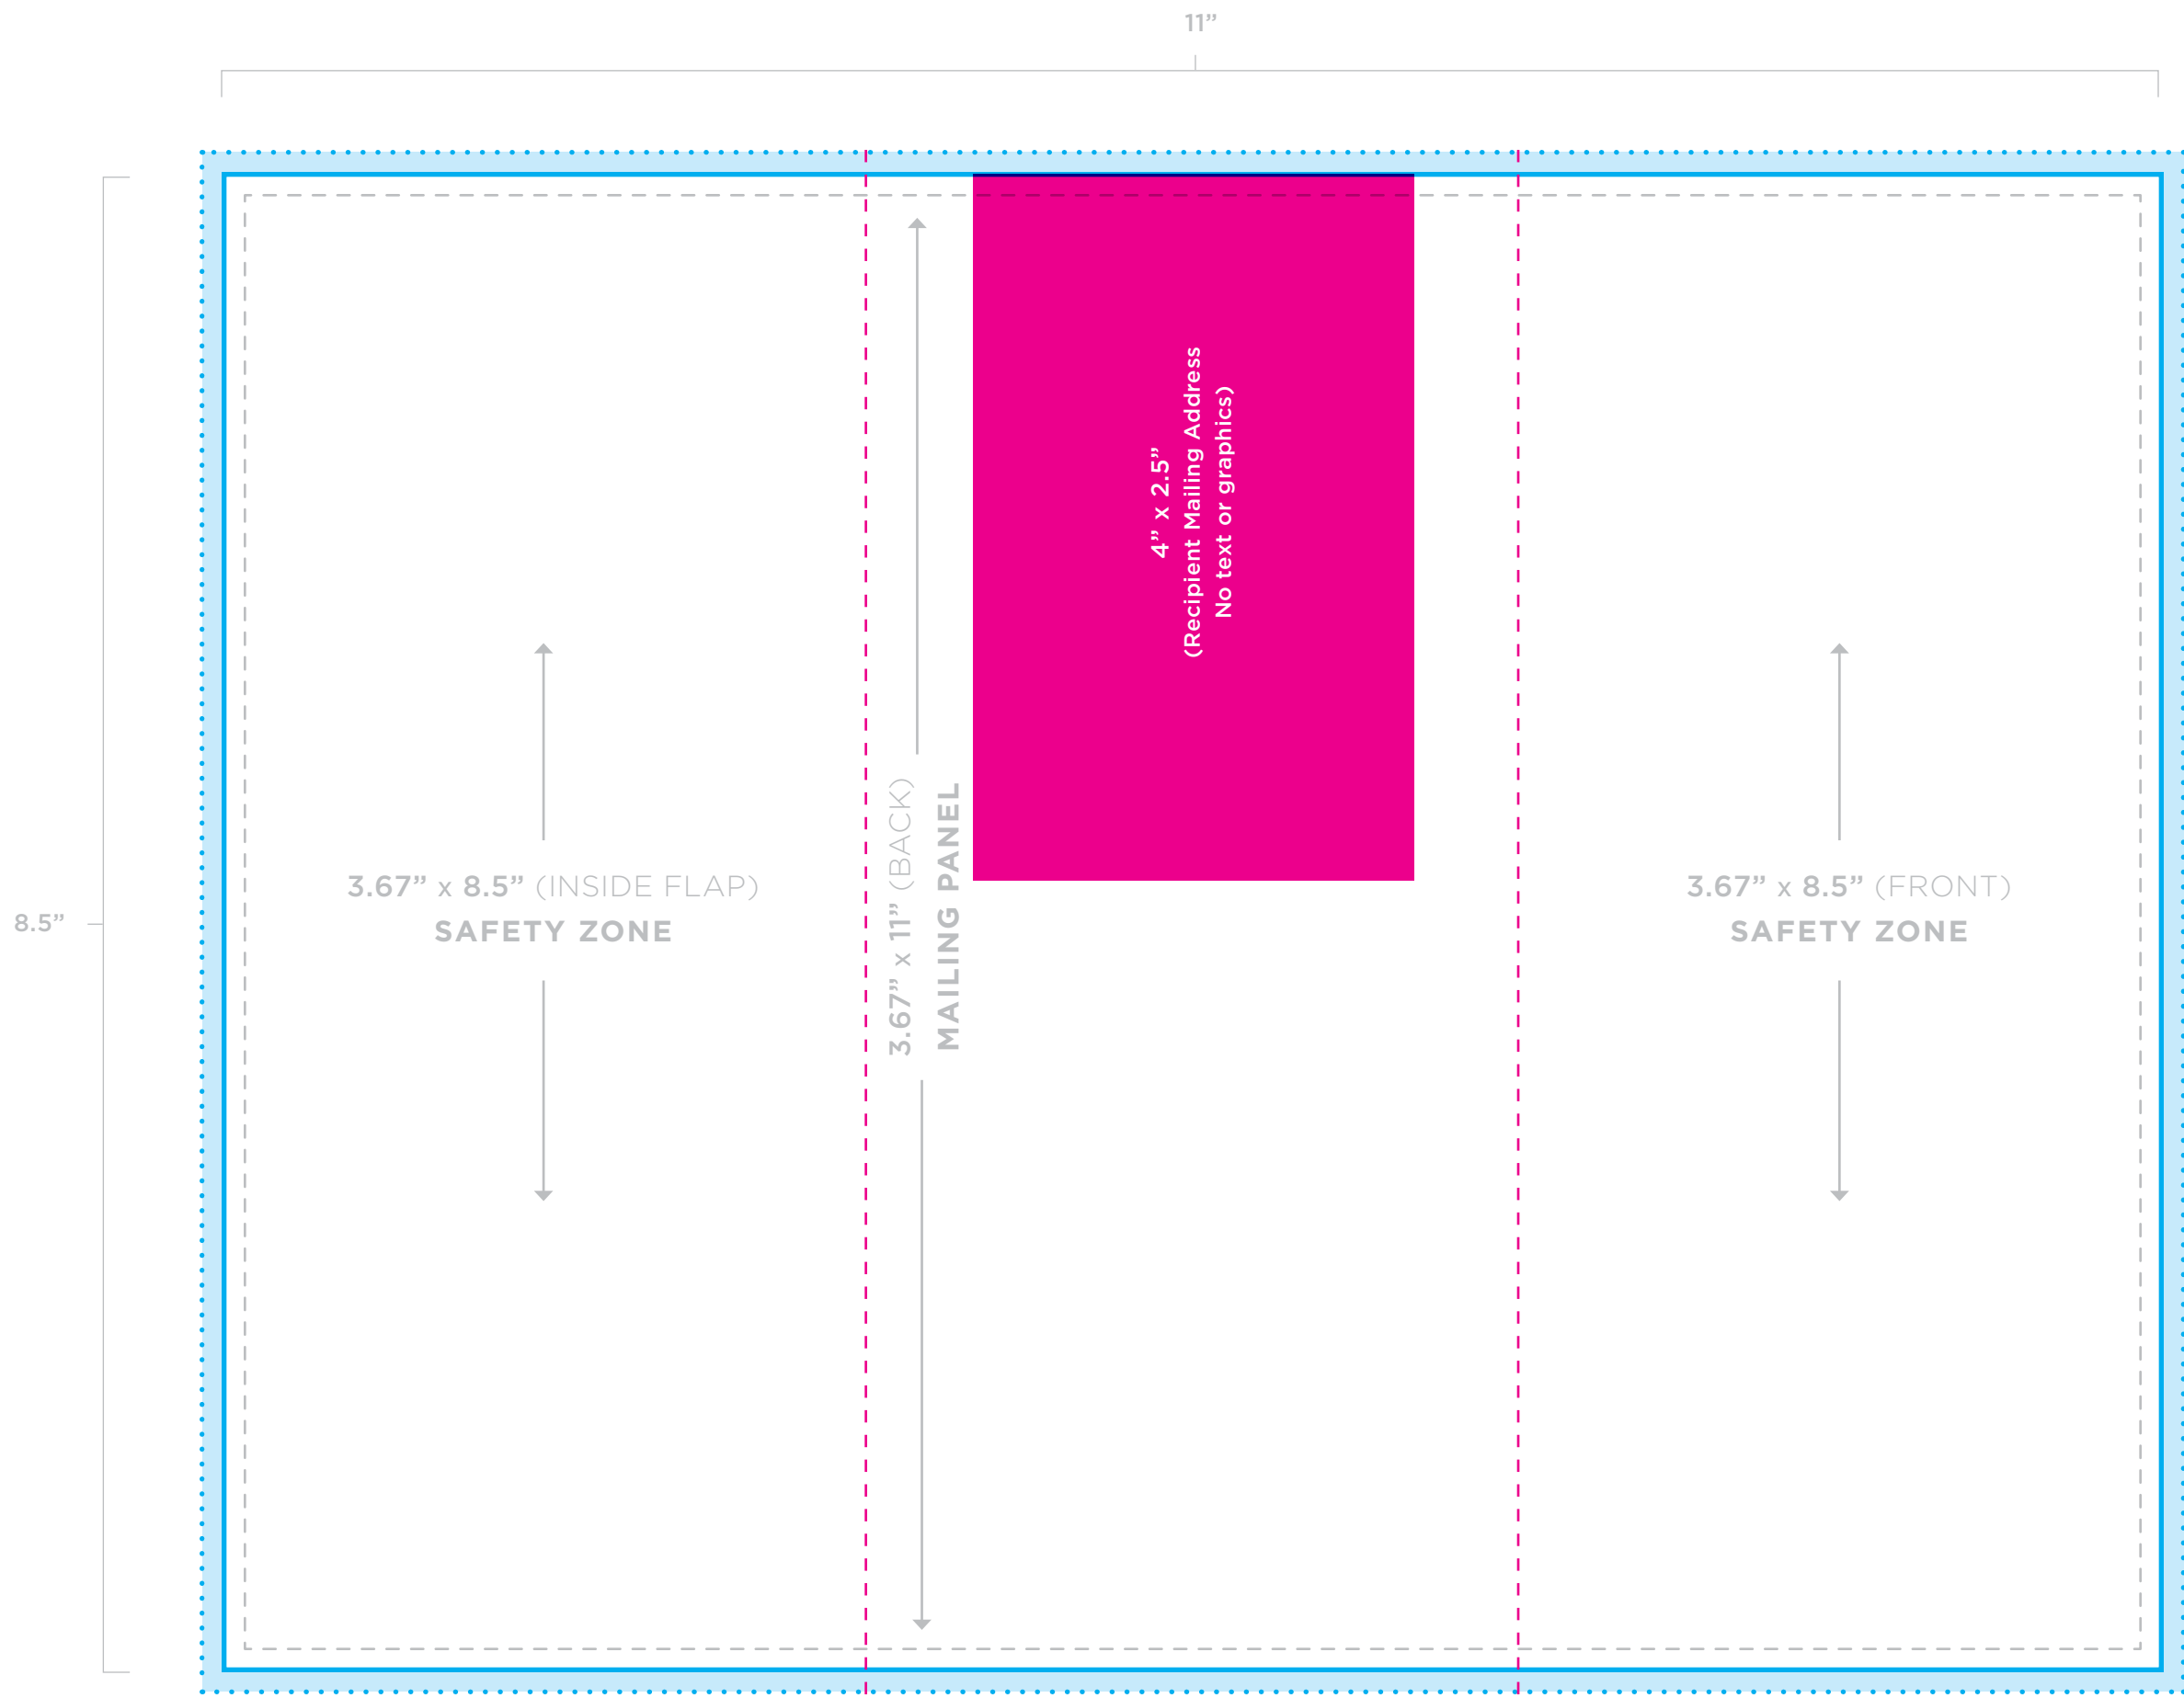 11”
8.5”
3.67” x 8.5” (INSIDE FLAP)
SAFETY ZONE
3.67” x 11” (BACK)
MAILING PANEL
4” x 2.5”
(Recipient Mailing Address
No text or graphics)
3.67” x 8.5” (FRONT)
SAFETY ZONE